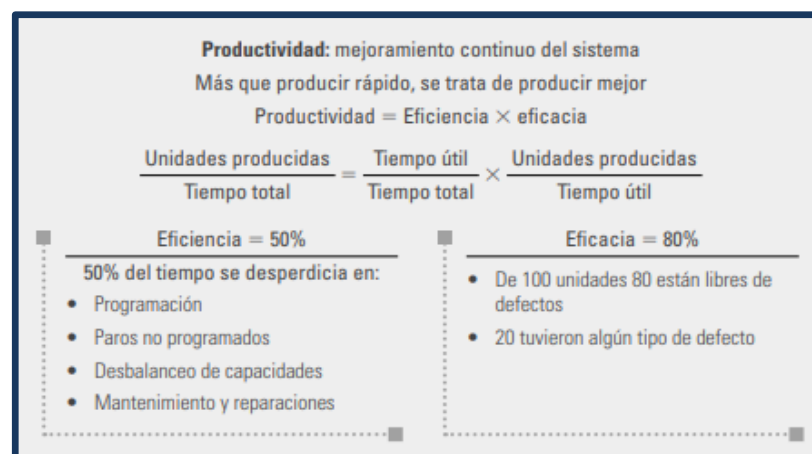 Productividad: mejoramiento continuo del sistema
Más que producir rápido, se trata de producir mejor
Productividad = Eficiencia × eficacia
Unidades producidas / Tiempo total = Tiempo útil / Tiempo total × Unidades producidas / Tiempo útil
Eficiencia = 50%
50% del tiempo se desperdicia en:
• Programación
• Paros no programados
• Desbalanceo de capacidades
• Mantenimiento y reparaciones
Eficacia = 80%
• De 100 unidades 80 están libres de
defectos
• 20 tuvieron algún tipo de defecto